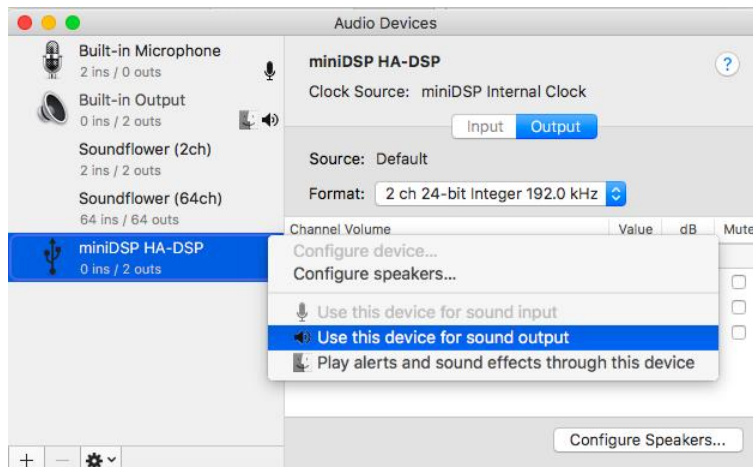 Audio Devices
Built-in Microphone
2 ins / 0 outs
Built-in Output
0 ins / 2 outs
Soundflower (2ch)
2 ins / 2 outs
Soundflower (64ch)
64 ins / 64 outs
miniDSP HA-DSP
0 ins / 2 outs
miniDSP HA-DSP
?
Clock Source: miniDSP Internal Clock
Input Output
Source: Default
Format: 2 ch 24-bit Integer 192.0 kHz
Channel Volume Value dB Mute
Configure device...
Configure speakers...
Use this device for sound input
Use this device for sound output
Play alerts and sound effects through this device
Configure Speakers...